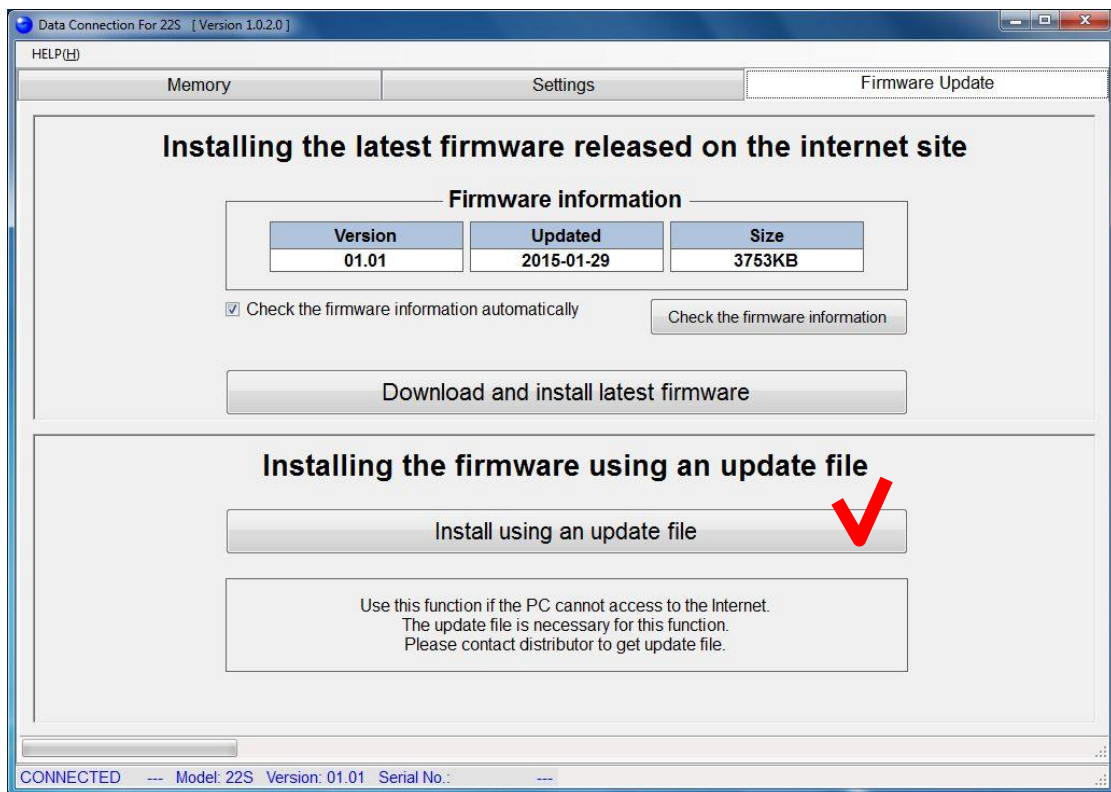 Data Connection For 22S [ Version 1.0.2.0 ]
HELP(H)
Memory Settings Firmware Update
Installing the latest firmware released on the internet site
Firmware information
Version Updated Size
01.01 2015-01-29 3753KB
Check the firmware information automatically Check the firmware information
Download and install latest firmware
Installing the firmware using an update file
Install using an update file
Use this function if the PC cannot access to the Internet.
The update file is necessary for this function.
Please contact distributor to get update file.
CONNECTED --- Model: 22S Version: 01.01 Serial No.: ---